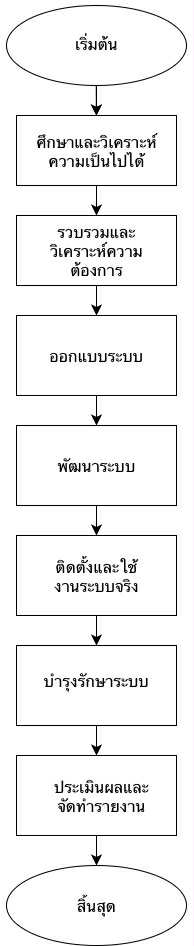 เริ่มต้น
ศึกษาและวิเคราะห์
ความเป็นไปได้
รวบรวมและ
วิเคราะห์ความ
ต้องการ
ออกแบบระบบ
พัฒนาระบบ
ติดตั้งและใช้
งานระบบจริง
บำรุงรักษาระบบ
ประเมินผลและ
จัดทำรายงาน
สิ้นสุด